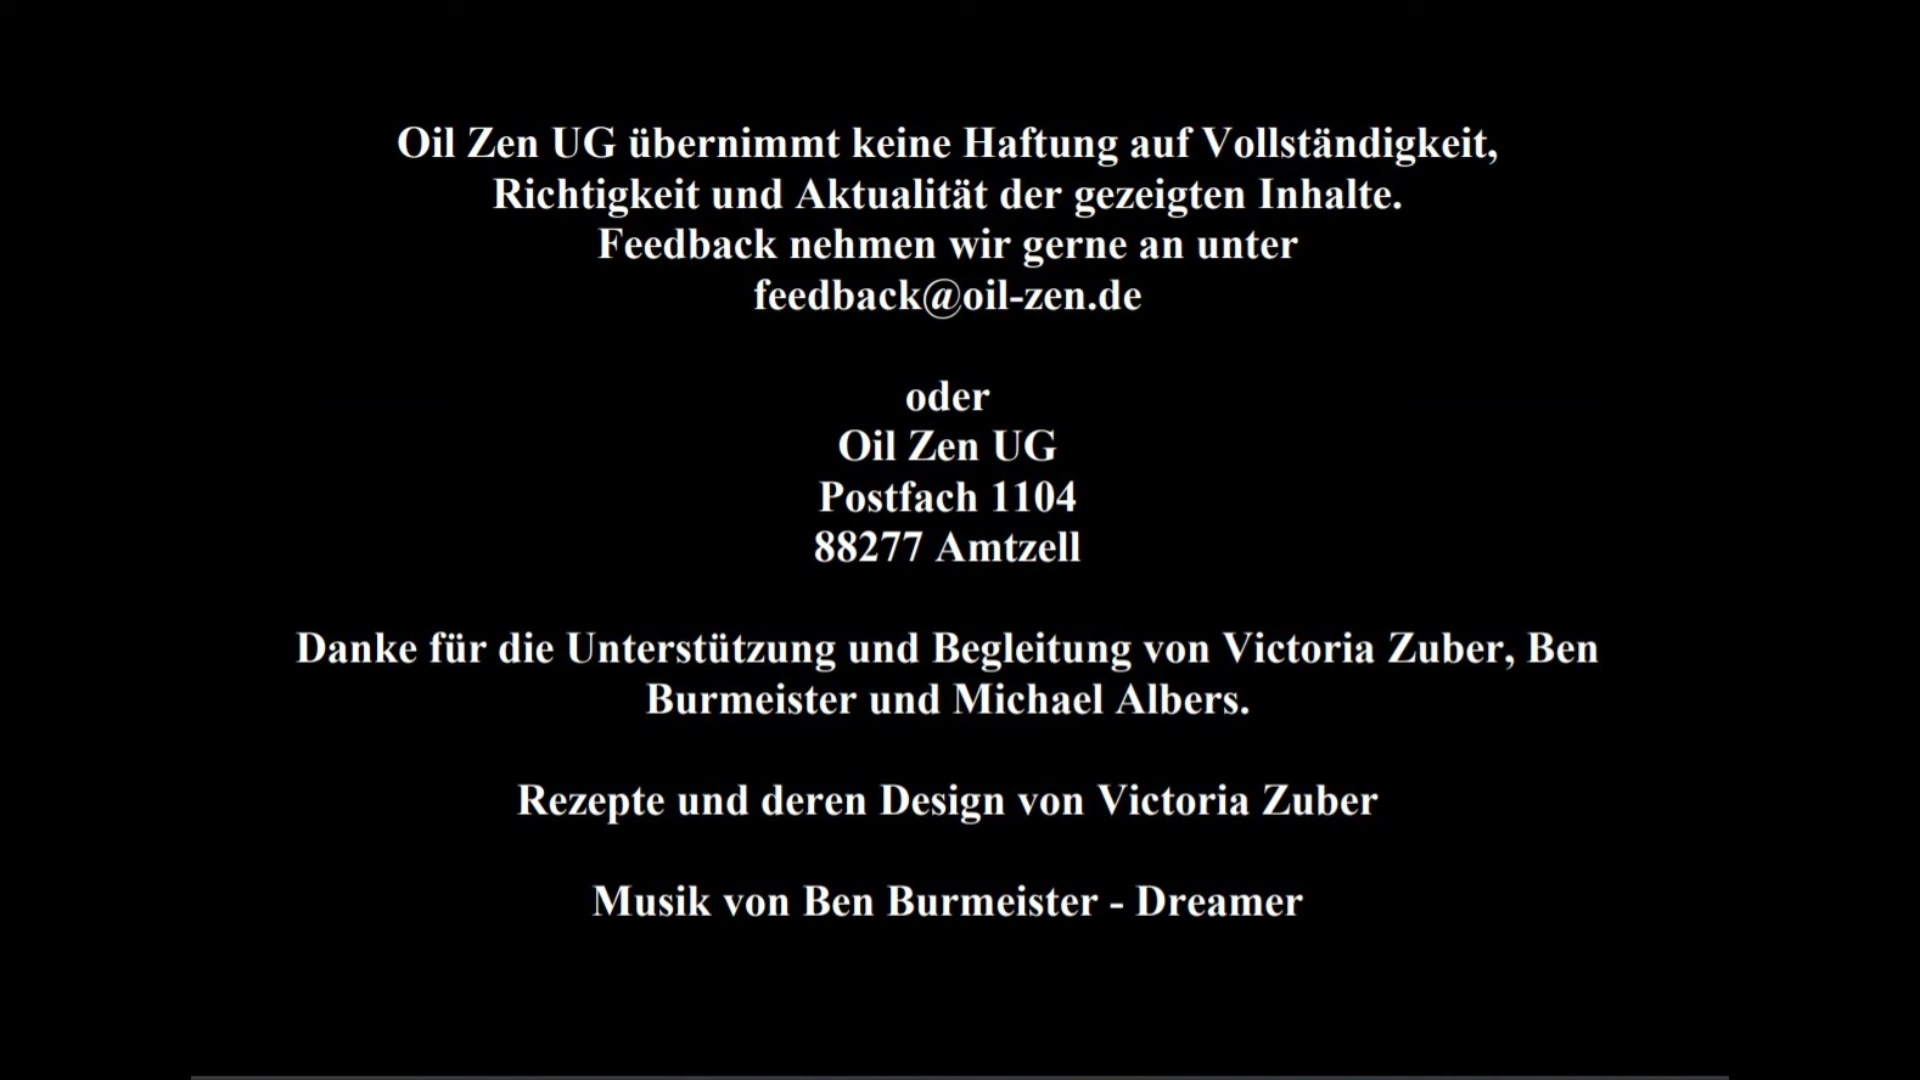 Oil Zen UG übernimmt keine Haftung auf Vollständigkeit,
Richtigkeit und Aktualität der gezeigten Inhalte.
Feedback nehmen wir gerne an unter
feedback@oil-zen.de
oder
Oil Zen UG
Postfach 1104
88277 Amtzell
Danke für die Unterstützung und Begleitung von Victoria Zuber, Ben
Burmeister und Michael Albers.
Rezepte und deren Design von Victoria Zuber
Musik von Ben Burmeister - Dreamer